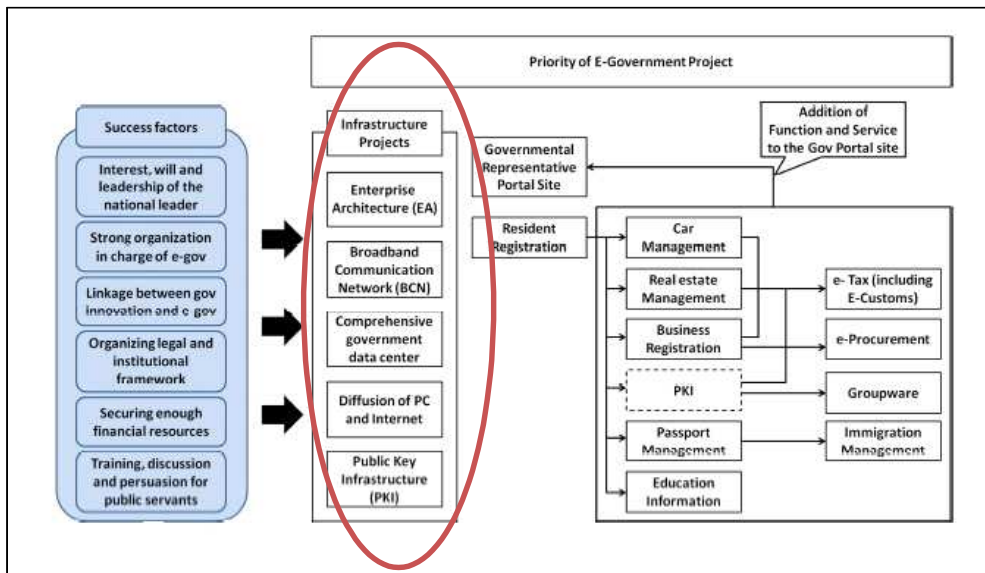 Priority of E-Government Project
Success factors
Interest, will and
leadership of the
national leader
Strong organization
in charge of e-gov
Linkage between gov
innovation and e-gov
Organizing legal and
institutional
framework
Securing enough
financial resources
Training, discussion
and persuasion for
public servants
Infrastructure
Projects
Enterprise
Architecture (EA)
Broadband
Communication
Network (BCN)
Comprehensive
government
data center
Diffusion of PC
and Internet
Public Key
Infrastructure
(PKI)
Governmental
Representative
Portal Site
Resident
Registration
Addition of
Function and Service
to the Gov Portal site
Car
Management
Real estate
Management
Business
Registration
PKI
Passport
Management
Education
Information
e- Tax (including
E-Customs)
e-Procurement
Groupware
Immigration
Management